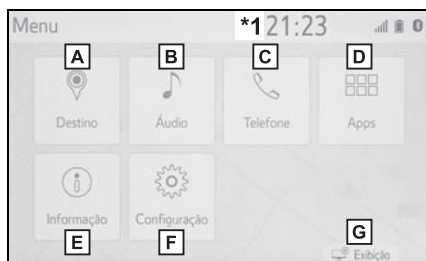 Menu *1 21:23
A B C D
Destino Áudio Telefone Apps
Informação Configuração
E F G
Exibição